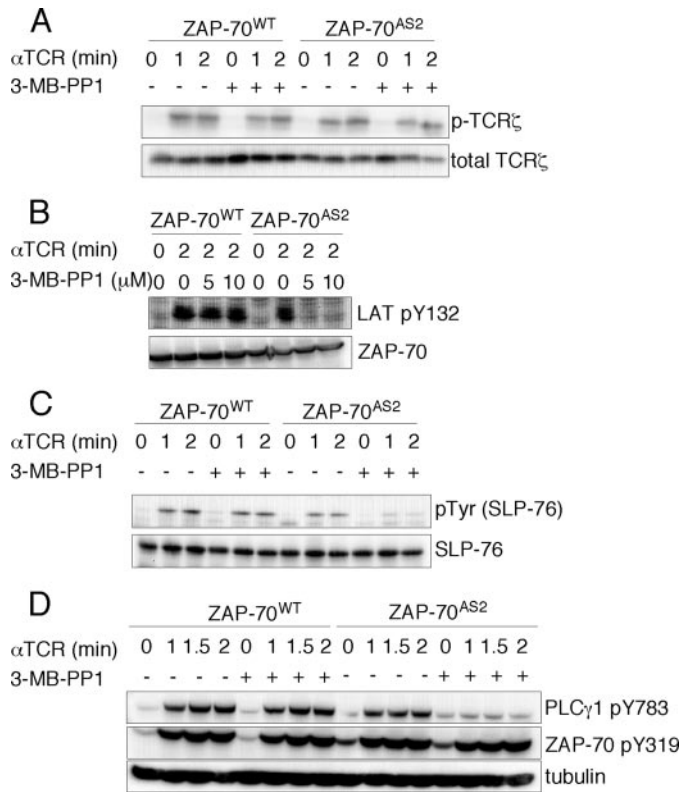 A
ZAP-70WT ZAP-70AS2
αTCR (min) 0 1 2 0 1 2 0 1 2 0 1 2
3-MB-PP1 - - - + + + - - - + + +
p-TCRζ
total TCRζ
B
ZAP-70WT ZAP-70AS2
αTCR (min) 0 2 2 2 0 2 2 2
3-MB-PP1 (μM) 0 0 5 10 0 0 5 10
LAT pY132
ZAP-70
C
ZAP-70WT ZAP-70AS2
αTCR (min) 0 1 2 0 1 2 0 1 2 0 1 2
3-MB-PP1 - - - + + + - - - + + +
pTyr (SLP-76)
SLP-76
D
ZAP-70WT ZAP-70AS2
αTCR (min) 0 1 1.5 2 0 1 1.5 2 0 1 1.5 2 0 1 1.5 2
3-MB-PP1 - - - - + + + + - - - - + + + +
PLCγ1 pY783
ZAP-70 pY319
tubulin